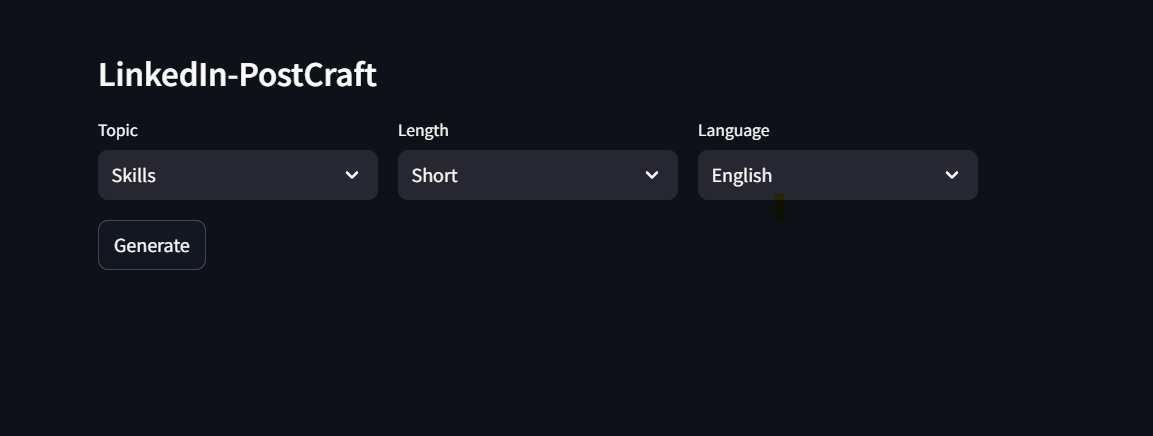 LinkedIn-PostCraft
Topic Length Language
Skills Short English
Generate